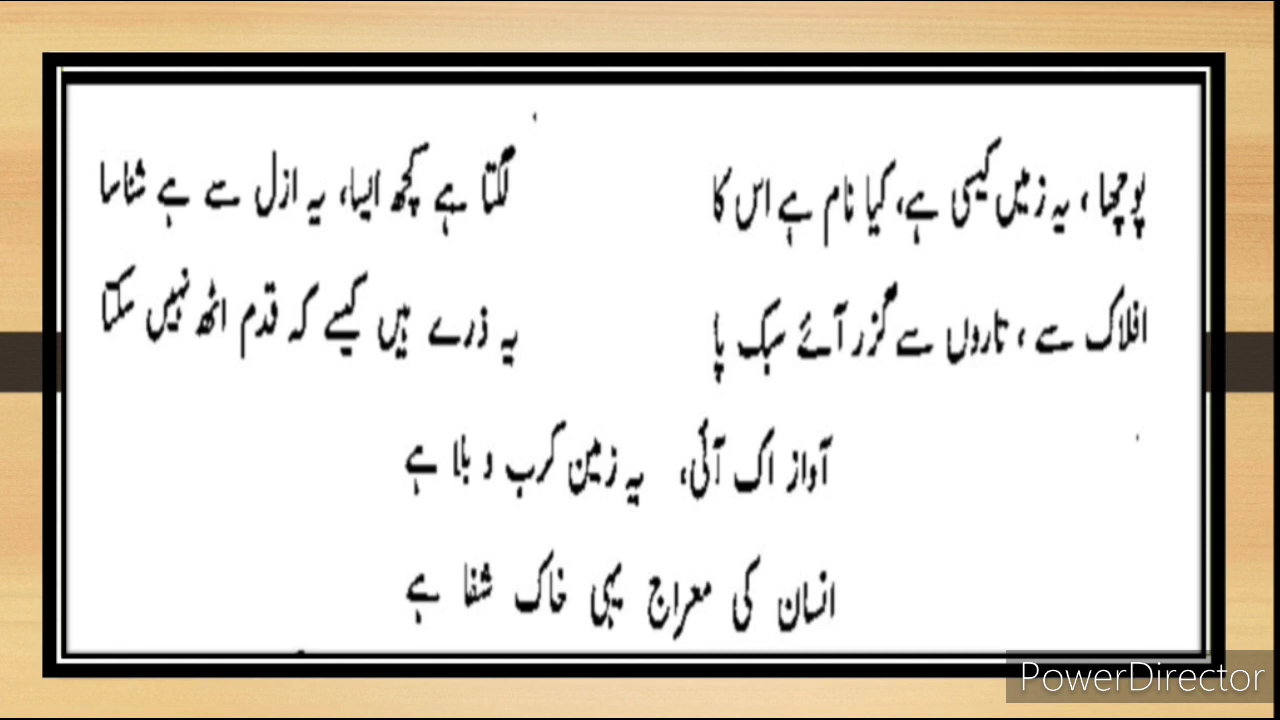 پوچھا ، یہ زمیں کیسی ہے، کیا نام ہے اس کا
لگتا ہے کچھ ایسا، یہ ازل سے ہے شناسا
افلاک سے ، تاروں سے گزر آئے سبک پا
یہ ذرے ہیں کیسے کہ قدم اٹھ نہیں سکتا
آواز اک آئی، یہ زمین کرب و بلا ہے
انسان کی معراج یہی خاک شفا ہے
PowerDirector